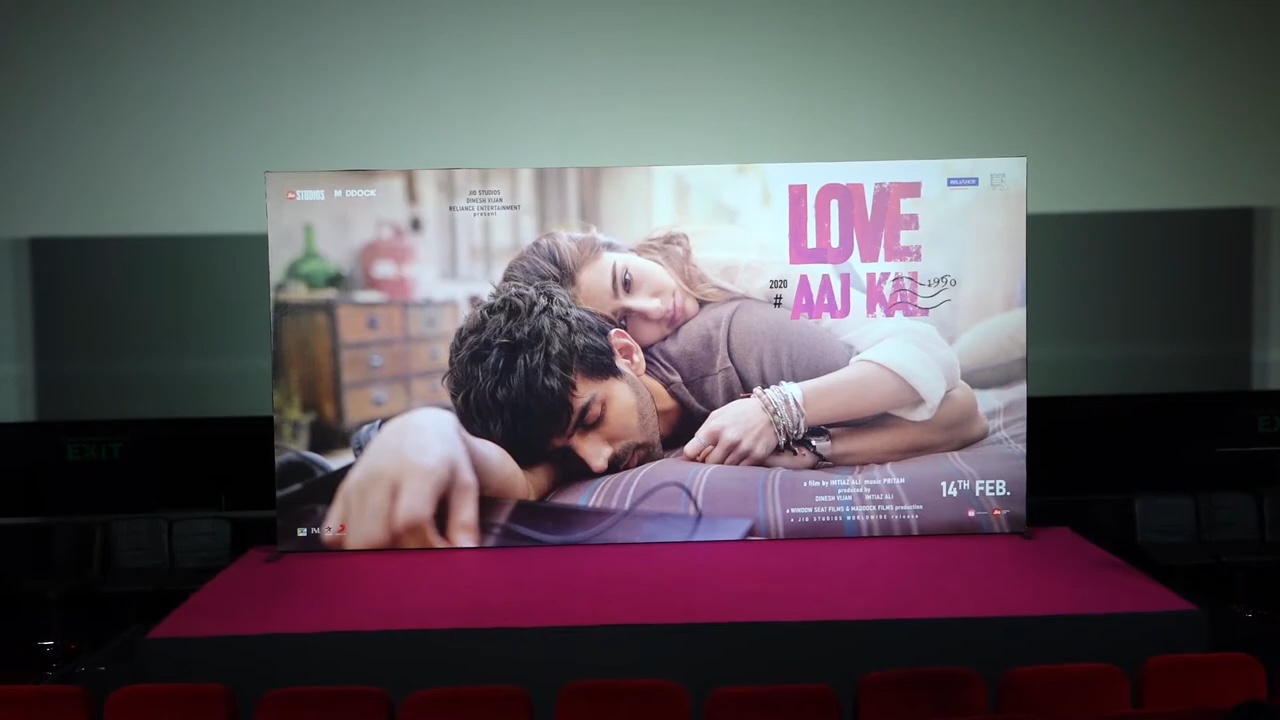 Jio STUDIOS
MADDOCK
JIO STUDIOS
DINESH VIJAN
RELIANCE ENTERTAINMENT
present
RELIANCE
LOVE
2020
#
AAJ KAL
1990
EXIT
a film by IMTIAZ ALI music PRITAM
produced by
DINESH VIJAN IMTIAZ ALI
a WINDOW SEAT FILMS & MADDOCK FILMS production
a JIO STUDIOS WORLDWIDE release
14TH FEB.